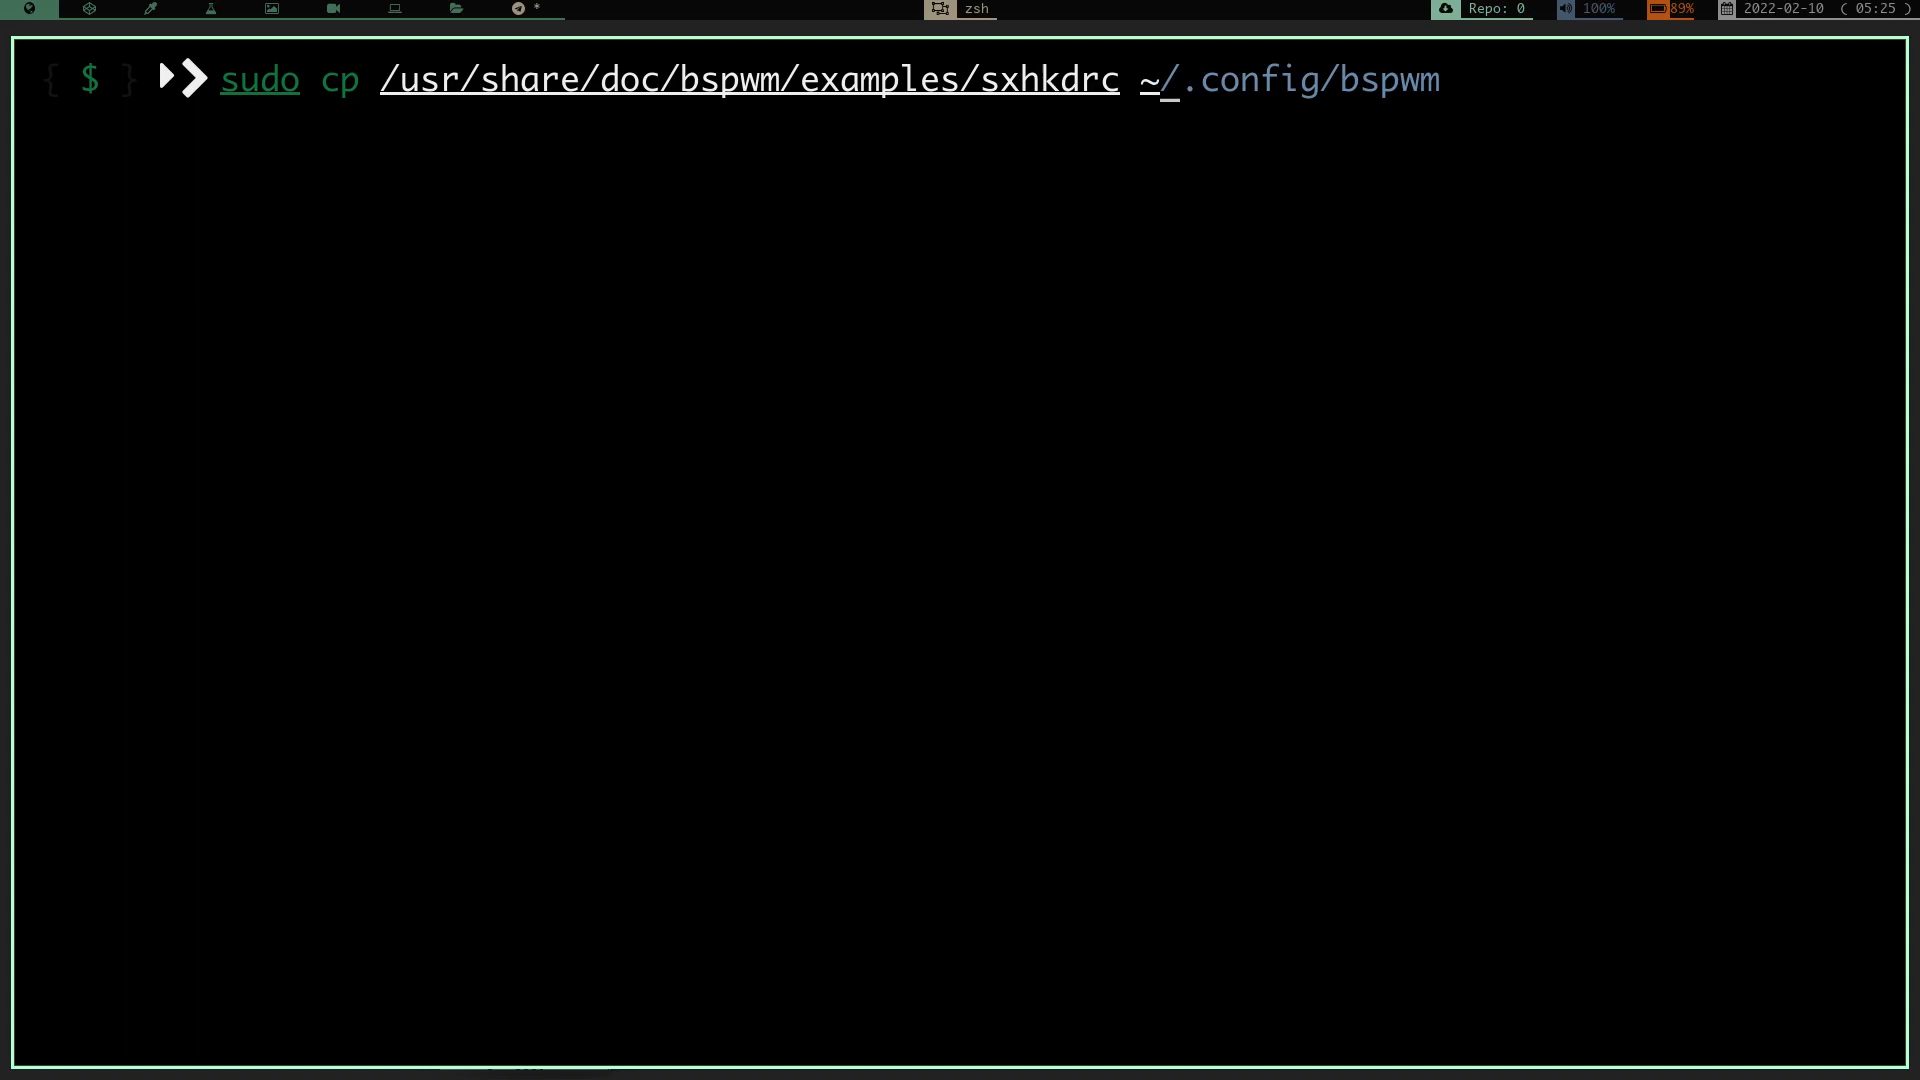 * zsh Repo: 0 100% 89% 2022-02-10 ( 05:25 )
{ $ } sudo cp /usr/share/doc/bspwm/examples/sxhkdrc ~/.config/bspwm